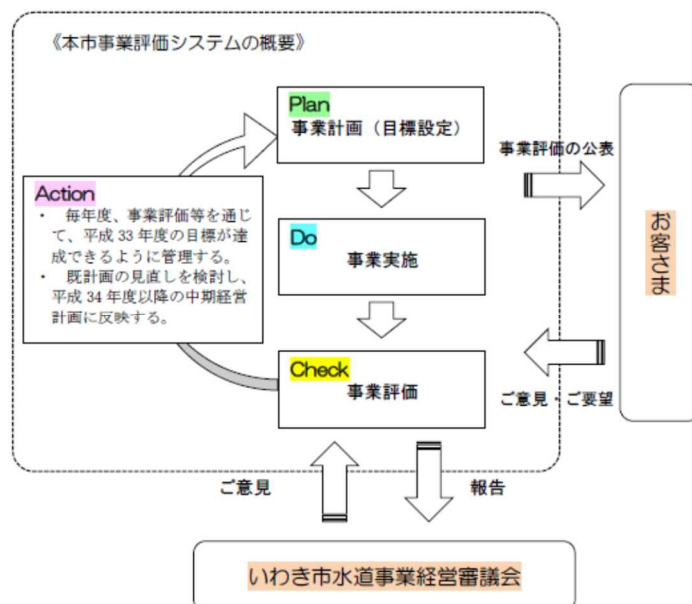 《本市事業評価システムの概要》
Plan
事業計画（目標設定）
事業評価の公表
Action
・ 毎年度、事業評価等を通じ
て、平成33年度の目標が達
成できるように管理する。
・ 既計画の見直しを検討し、
平成34年度以降の中期経営
計画に反映する。
Do
事業実施
お客さま
Check
事業評価
ご意見・ご要望
ご意見
報告
いわき市水道事業経営審議会